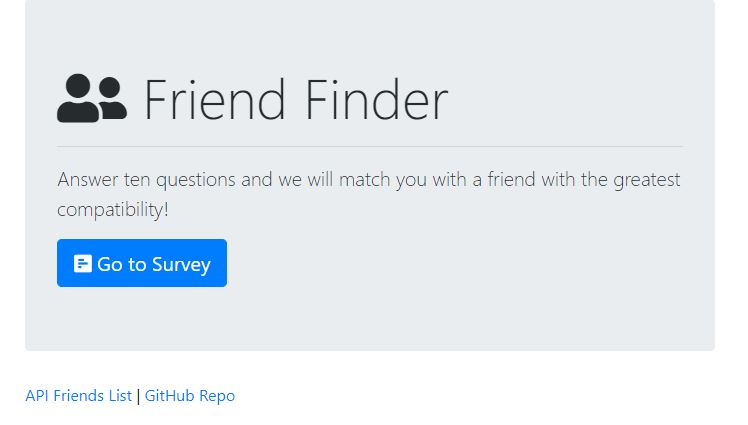 Friend Finder
Answer ten questions and we will match you with a friend with the greatest
compatibility!
Go to Survey
API Friends List | GitHub Repo